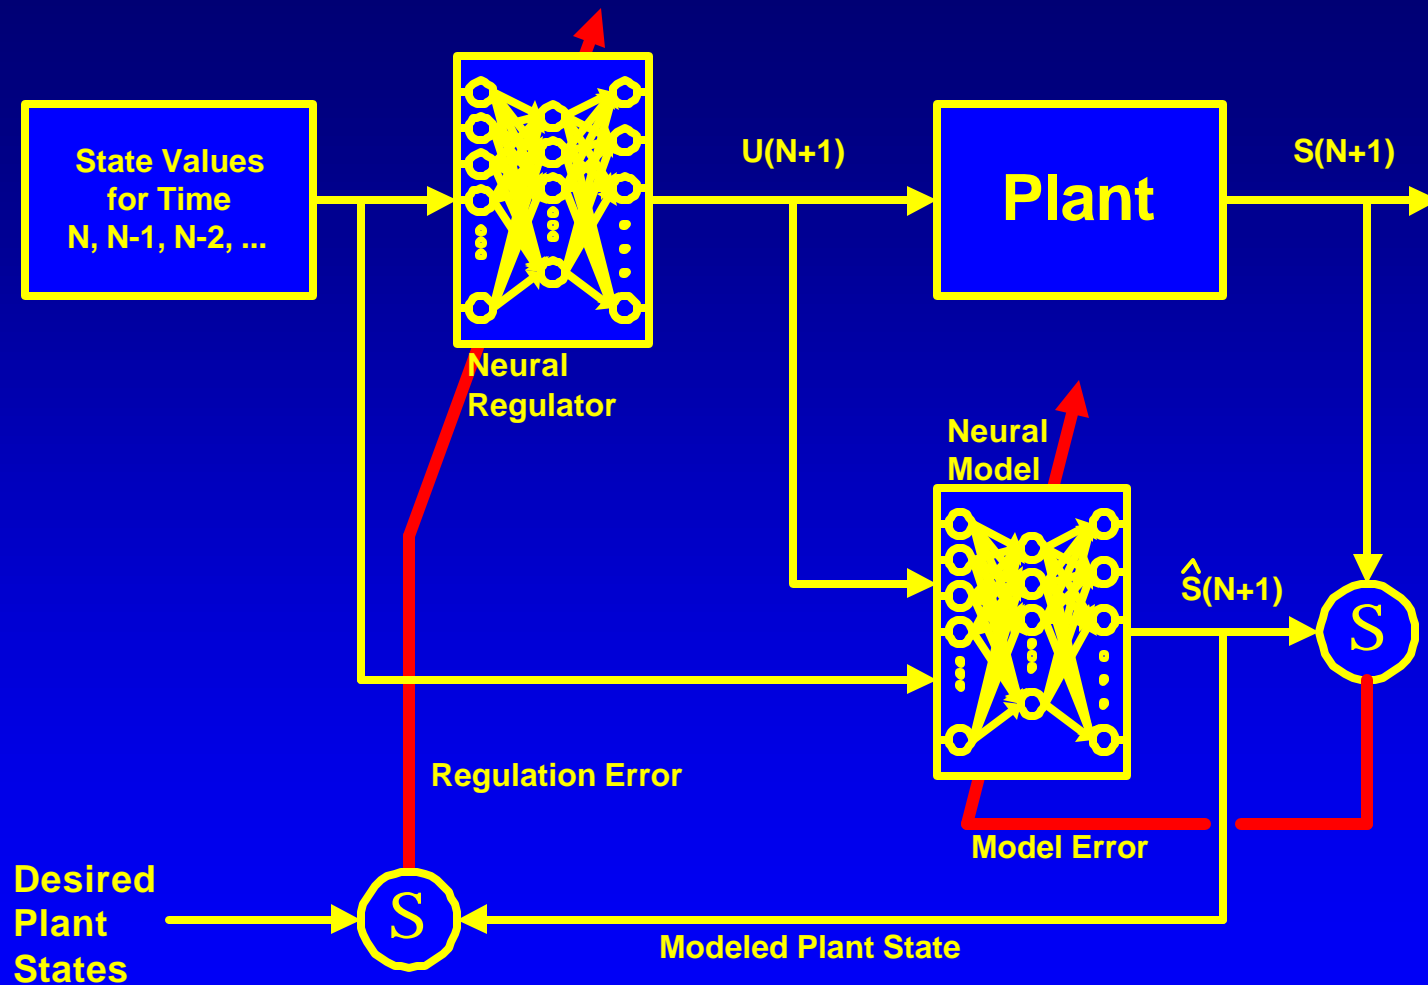 State Values
for Time
N, N-1, N-2, ...
U(N+1)
Plant
S(N+1)
Neural
Regulator
Neural
Model
Ŝ(N+1)
S
Regulation Error
Model Error
Desired
Plant
States
S
Modeled Plant State